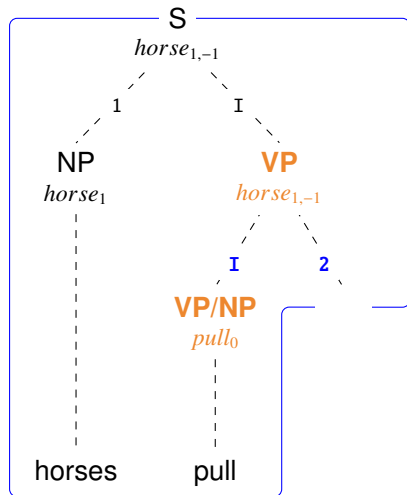 S
horse1,−1
1 I
NP VP
horse1 horse1,−1
I 2
VP/NP
pull0
horses pull